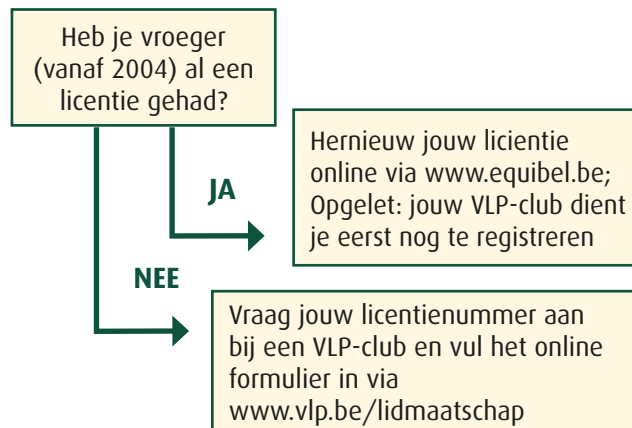 Heb je vroeger
(vanaf 2004) al een
licentie gehad?
JA
Hernieuw jouw licientie
online via www.equibel.be;
Opgelet: jouw VLP-club dient
je eerst nog te registreren
NEE
Vraag jouw licentienummer aan
bij een VLP-club en vul het online
formulier in via
www.vlp.be/lidmaatschap